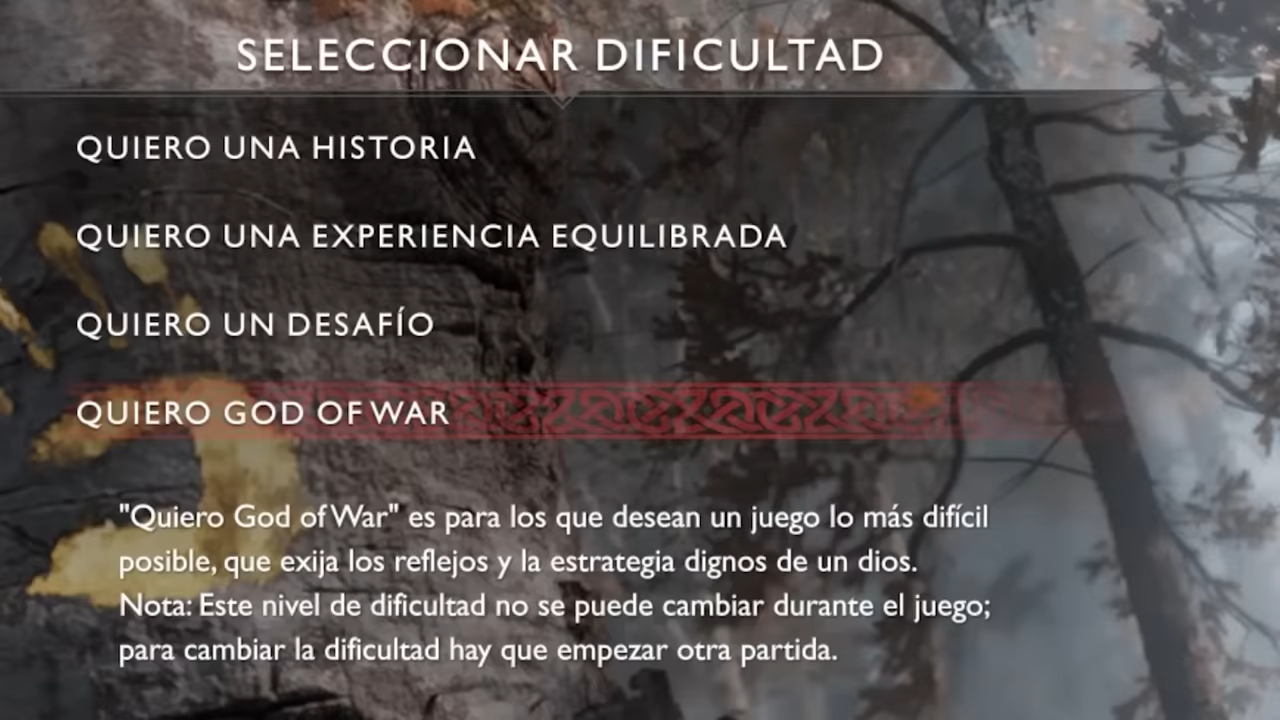 SELECCIONAR DIFICULTAD
QUIERO UNA HISTORIA
QUIERO UNA EXPERIENCIA EQUILIBRADA
QUIERO UN DESAFÍO
QUIERO GOD OF WAR
"Quiero God of War" es para los que desean un juego lo más difícil
posible, que exija los reflejos y la estrategia dignos de un dios.
Nota: Este nivel de dificultad no se puede cambiar durante el juego;
para cambiar la dificultad hay que empezar otra partida.